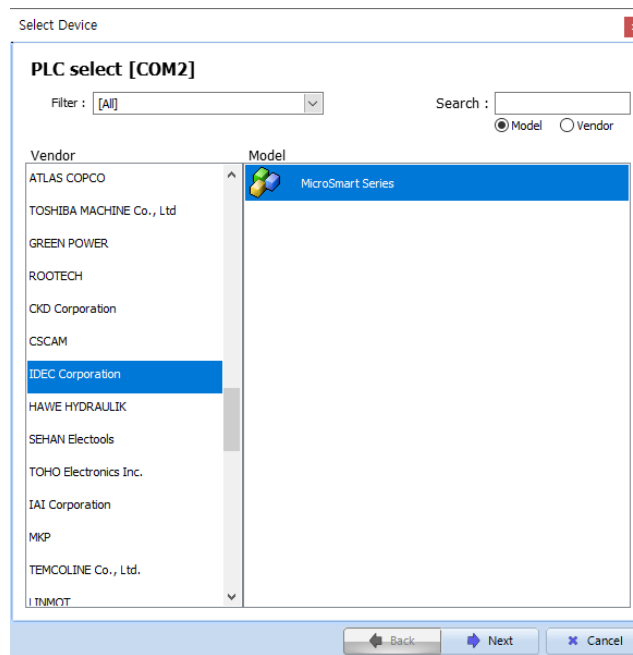 Select Device
PLC select [COM2]
Filter : [All]
Search :
Model Vendor
Vendor
ATLAS COPCO
TOSHIBA MACHINE Co., Ltd
GREEN POWER
ROOTECH
CKD Corporation
CSCAM
IDEC Corporation
HAWE HYDRAULIK
SEHAN Electools
TOHO Electronics Inc.
IAI Corporation
MKP
TEMCOLINE Co., Ltd.
LINMOT
Model
MicroSmart Series
Back Next Cancel